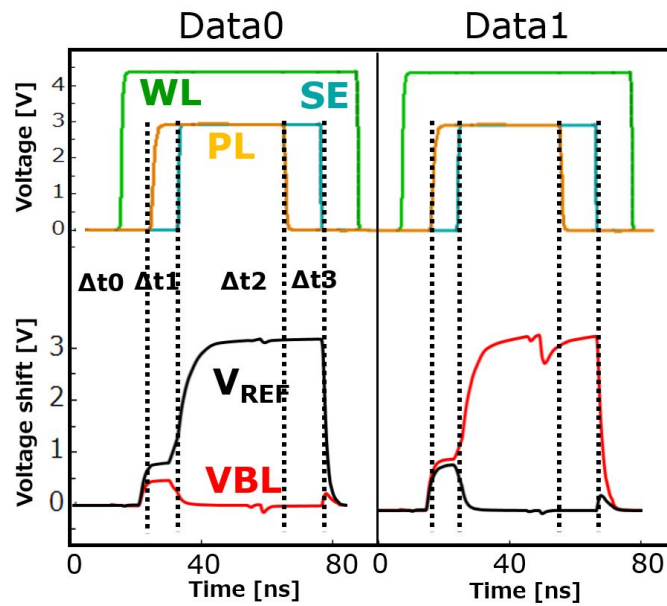 Data0 Data1
Voltage [V]
4
3
2
1
0
WL SE
PL
Δt0 Δt1 Δt2 Δt3
Voltage shift [V]
3
2
1
0
VREF
VBL
0 40 80 0 40 80
Time [ns] Time [ns]